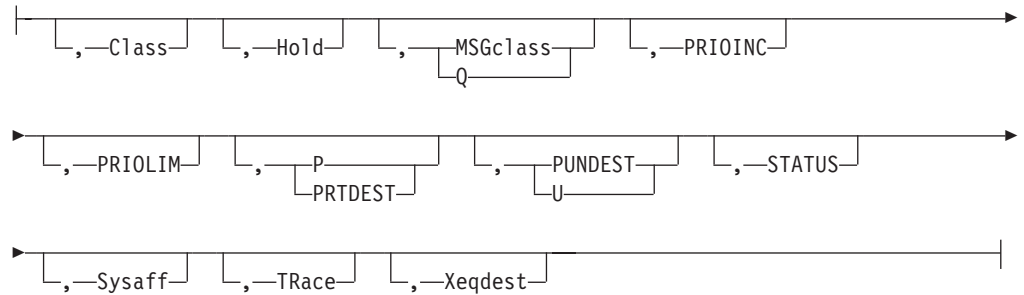 ,—Class ,—Hold ,—MSGclass ,—PRIOINC
Q
,—PRIOLIM ,—P ,—PUNDEST ,—STATUS
PRTDEST U
,—Sysaff ,—TRace ,—Xeqdest